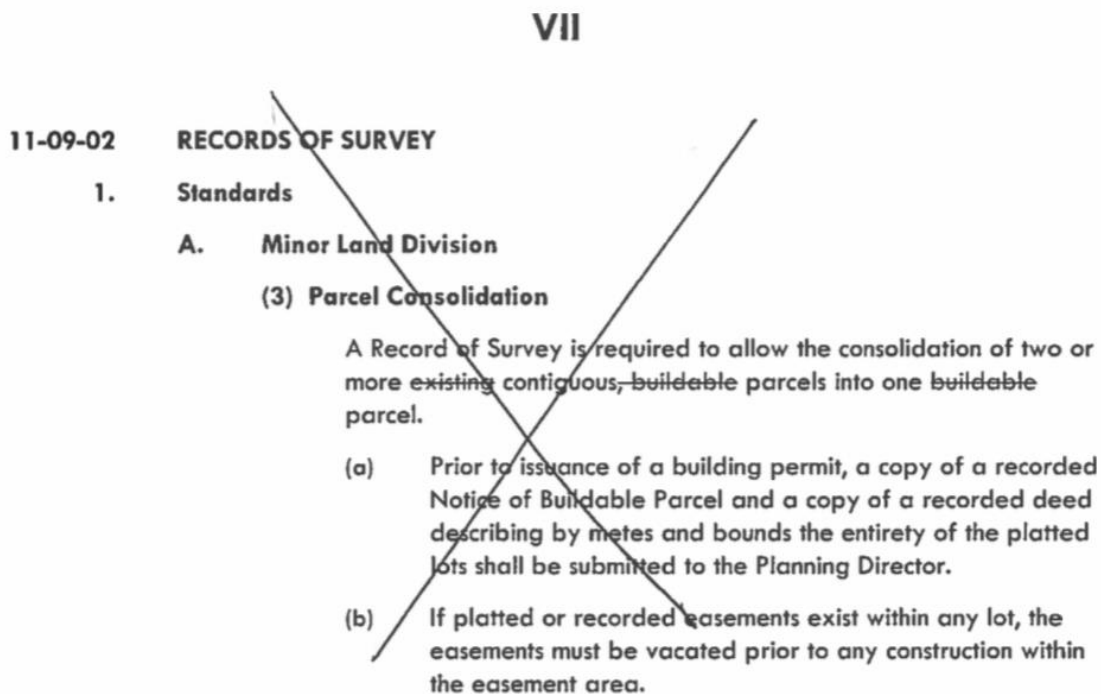 VII
11-09-02 RECORDS OF SURVEY
1. Standards
A. Minor Land Division
(3) Parcel Consolidation
A Record of Survey is required to allow the consolidation of two or
more existing contiguous, buildable parcels into one buildable
parcel.
(a) Prior to issuance of a building permit, a copy of a recorded
Notice of Buildable Parcel and a copy of a recorded deed
describing by metes and bounds the entirety of the platted
lots shall be submitted to the Planning Director.
(b) If platted or recorded easements exist within any lot, the
easements must be vacated prior to any construction within
the easement area.